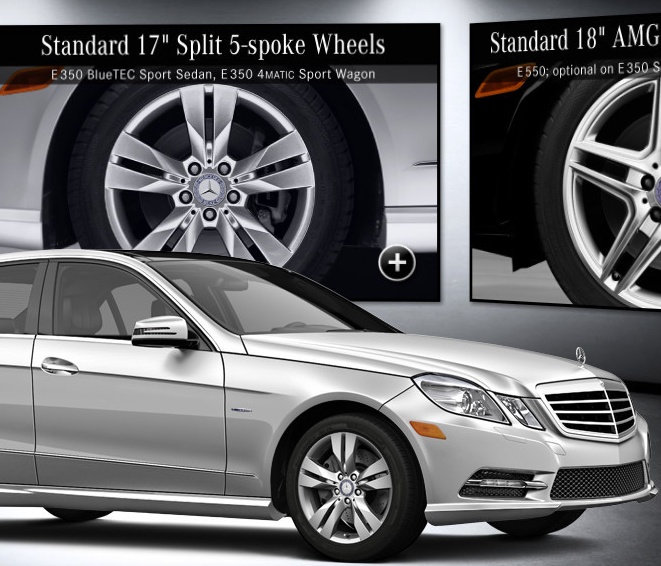 Standard 17" Split 5-spoke Wheels
E350 BlueTEC Sport Sedan, E350 4MATIC Sport Wagon
Standard 18" AMG
E550; optional on E350 S